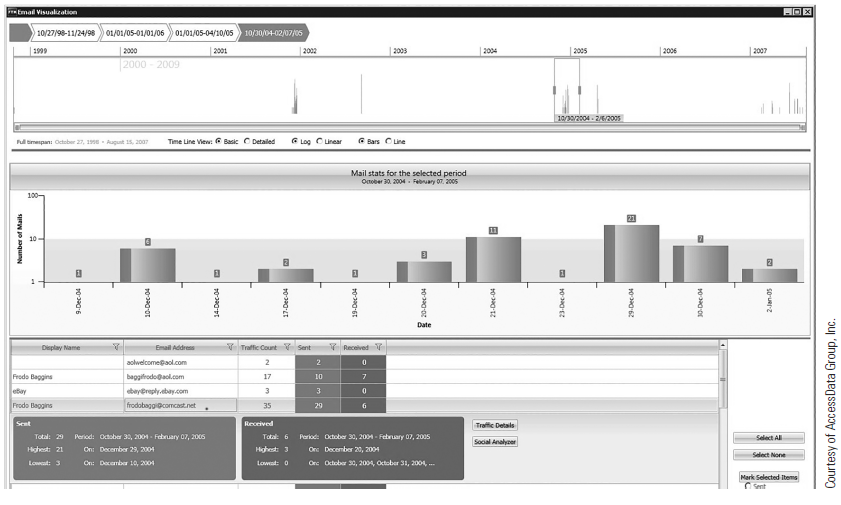 Email Visualization
10/27/98-11/24/98 01/01/05-01/01/06 01/01/05-04/10/05 10/30/04-02/07/05
1999 2000 2001 2002 2003 2004 2005 2006 2007
2000 - 2009
10/30/2004 - 2/6/2005
Full timespan: October 27, 1998 - August 15, 2007 Time Line View: Basic Detailed Log Linear Bars Line
Mail stats for the selected period
October 30, 2004 - February 07, 2005
Number of Mails
100
10
1
1 6 1 2 1 3 11 1 21 7 2
9-Dec-04 10-Dec-04 14-Dec-04 17-Dec-04 19-Dec-04 20-Dec-04 21-Dec-04 23-Dec-04 29-Dec-04 30-Dec-04 2-Jan-05
Date
Display Name Email Address Traffic Count Sent Received
aolwelcome@aol.com 2 2 0
Frodo Baggins baggifrodo@aol.com 17 10 7
eBay ebay@reply.ebay.com 3 3 0
Frodo Baggins frodobaggi@comcast.net 35 29 6
Sent
Total: 29 Period: October 30, 2004 - February 07, 2005
Highest: 21 On: December 29, 2004
Lowest: 3 On: December 10, 2004
Received
Total: 6 Period: October 30, 2004 - February 07, 2005
Highest: 3 On: December 20, 2004
Lowest: 0 On: October 30, 2004, October 31, 2004, ...
Traffic Details
Social Analyzer
Select All
Select None
Mark Selected Items
Sent
Courtesy of AccessData Group, Inc.